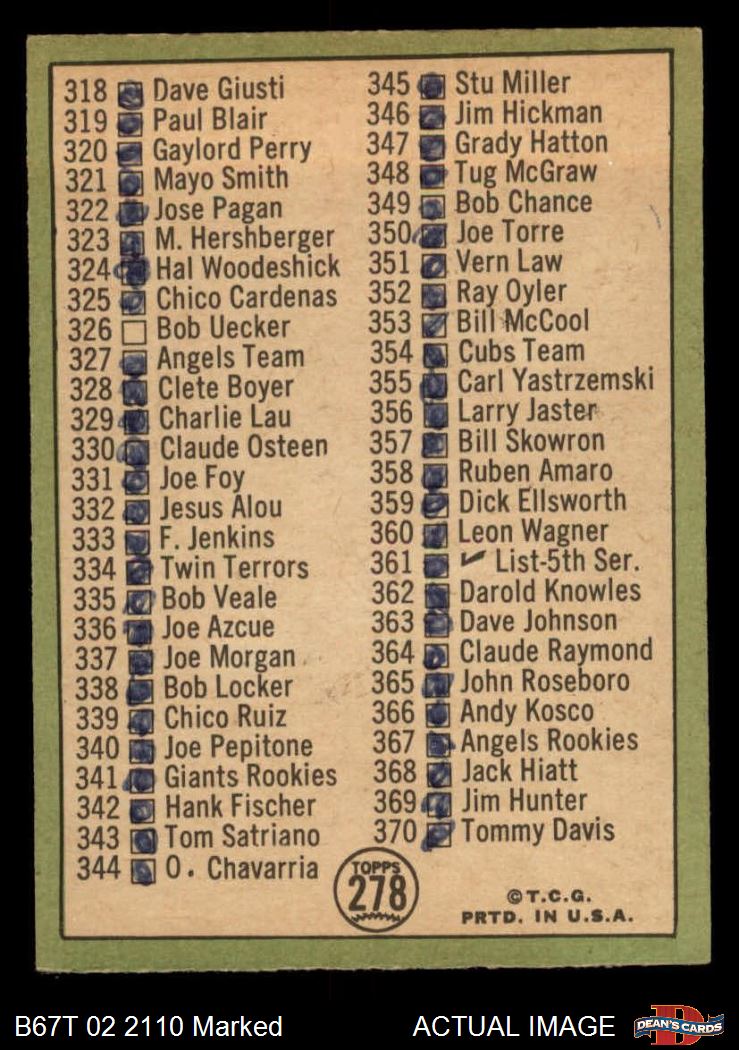 318 Dave Giusti
319 Paul Blair
320 Gaylord Perry
321 Mayo Smith
322 Jose Pagan
323 M. Hershberger
324 Hal Woodeshick
325 Chico Cardenas
326 Bob Uecker
327 Angels Team
328 Clete Boyer
329 Charlie Lau
330 Claude Osteen
331 Joe Foy
332 Jesus Alou
333 F. Jenkins
334 Twin Terrors
335 Bob Veale
336 Joe Azcue
337 Joe Morgan
338 Bob Locker
339 Chico Ruiz
340 Joe Pepitone
341 Giants Rookies
342 Hank Fischer
343 Tom Satriano
344 O. Chavarria
345 Stu Miller
346 Jim Hickman
347 Grady Hatton
348 Tug McGraw
349 Bob Chance
350 Joe Torre
351 Vern Law
352 Ray Oyler
353 Bill McCool
354 Cubs Team
355 Carl Yastrzemski
356 Larry Jaster
357 Bill Skowron
358 Ruben Amaro
359 Dick Ellsworth
360 Leon Wagner
361 ✓ List-5th Ser.
362 Darold Knowles
363 Dave Johnson
364 Claude Raymond
365 John Roseboro
366 Andy Kosco
367 Angels Rookies
368 Jack Hiatt
369 Jim Hunter
370 Tommy Davis
TOPPS
278
©T.C.G.
PRTD. IN U.S.A.
B67T 02 2110 Marked
ACTUAL IMAGE
D
DEAN'S CARDS